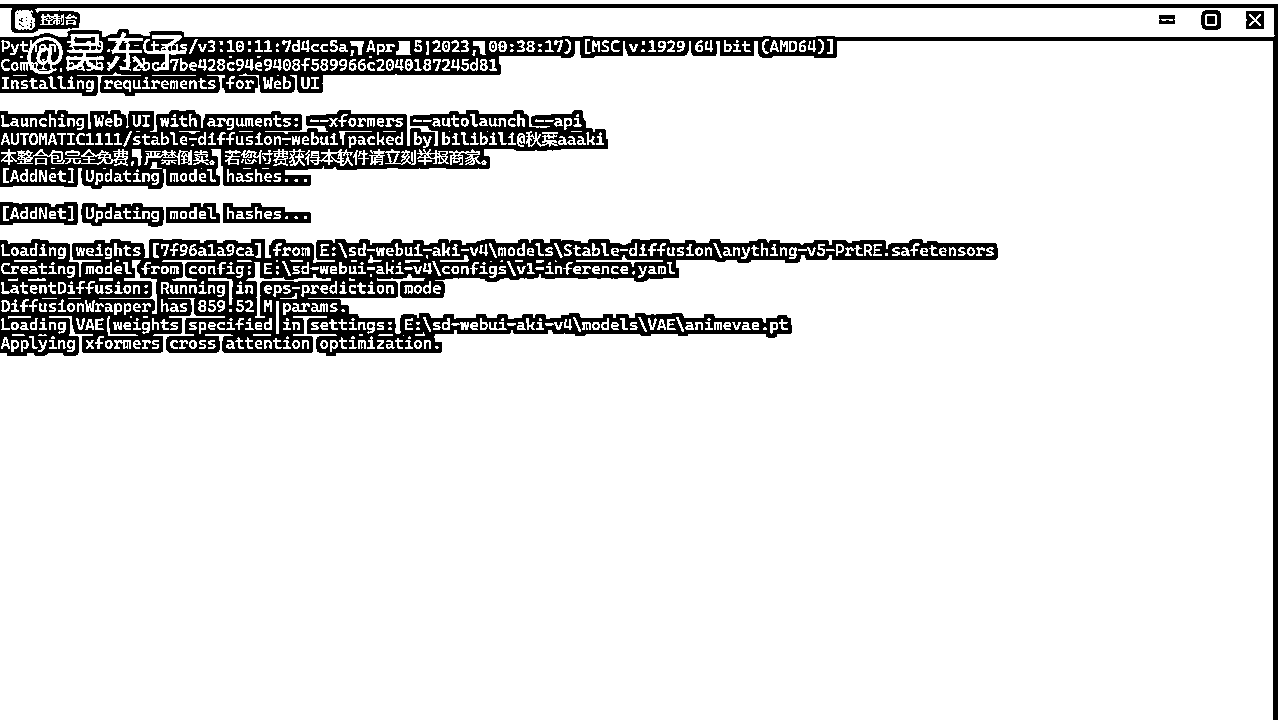 控制台
@吴东子
Python (tags/v3.10.11:7d4cc5a, Apr 5 2023, 00:38:17) [MSC v.1929 64 bit (AMD64)]
7be428c94e9408f589966c2040187245d81
Installing requirements for Web UI
Launching Web UI with arguments: --xformers --autolaunch --api
AUTOMATIC1111/stable-diffusion-webui packed by bilibili@秋葉aaaki
本整合包完全免费，严禁倒卖。若您付费获得本软件请立刻举报商家。
[AddNet] Updating model hashes...
[AddNet] Updating model hashes...
Loading weights [7f96a1a9ca] from E:\sd-webui-aki-v4\models\Stable-diffusion\anything-v5-PrtRE.safetensors
Creating model from config: E:\sd-webui-aki-v4\configs\v1-inference.yaml
LatentDiffusion: Running in eps-prediction mode
DiffusionWrapper has 859.52 M params.
Loading VAE weights specified in settings: E:\sd-webui-aki-v4\models\VAE\animevae.pt
Applying xformers cross attention optimization.